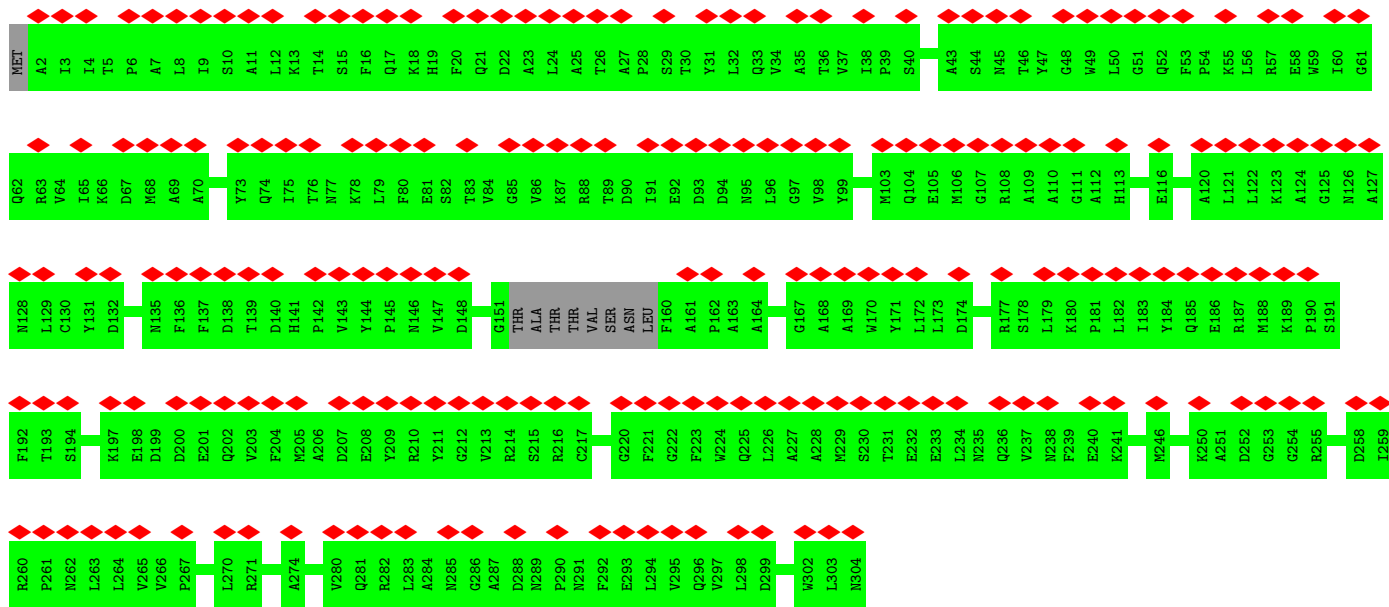 MET A2 I3 I4 T5 P6 A7 L8 I9 S10 A11 L12 K13 T14 S15 F16 Q17 K18 H19 F20 Q21 D22 A23 L24 A25 T26 A27 P28 S29 T30 Y31 L32 Q33 V34 A35 T36 V37 I38 P39 S40 A43 S44 N45 T46 Y47 G48 W49 L50 G51 Q52 F53 P54 K55 L56 R57 E58 W59 I60 G61
Q62 R63 V64 I65 K66 D67 M68 A69 A70 Y73 Q74 I75 T76 N77 K78 L79 F80 E81 S82 T83 V84 G85 V86 K87 R88 T89 D90 I91 E92 D93 D94 N95 L96 G97 V98 Y99 M103 Q104 E105 M106 G107 R108 A109 A110 G111 A112 H113 E116 A120 L121 L122 K123 A124 G125 N126 A127
N128 L129 C130 Y131 D132 N135 F136 F137 D138 T139 D140 H141 P142 V143 Y144 P145 N146 V147 D148 G151 THR ALA THR THR VAL SER ASN LEU F160 A161 P162 A163 A164 G167 A168 A169 W170 Y171 L172 L173 D174 R177 S178 L179 K180 P181 L182 I183 Y184 Q185 E186 R187 M188 K189 P190 S191
F192 T193 S194 K197 E198 D199 D200 E201 Q202 V203 F204 M205 A206 D207 E208 Y209 R210 Y211 G212 V213 R214 S215 R216 C217 G220 F221 G222 F223 W224 Q225 L226 A227 A228 M229 S230 T231 E232 E233 L234 N235 Q236 V237 N238 F239 E240 K241 M246 K250 A251 D252 G253 G254 R255 D258 I259
R260 P261 N262 L263 L264 V265 V266 P267 L270 R271 A274 V280 Q281 R282 L283 A284 N285 G286 A287 D288 N289 P290 N291 F292 E293 L294 V295 Q296 V297 L298 D299 W302 L303 N304